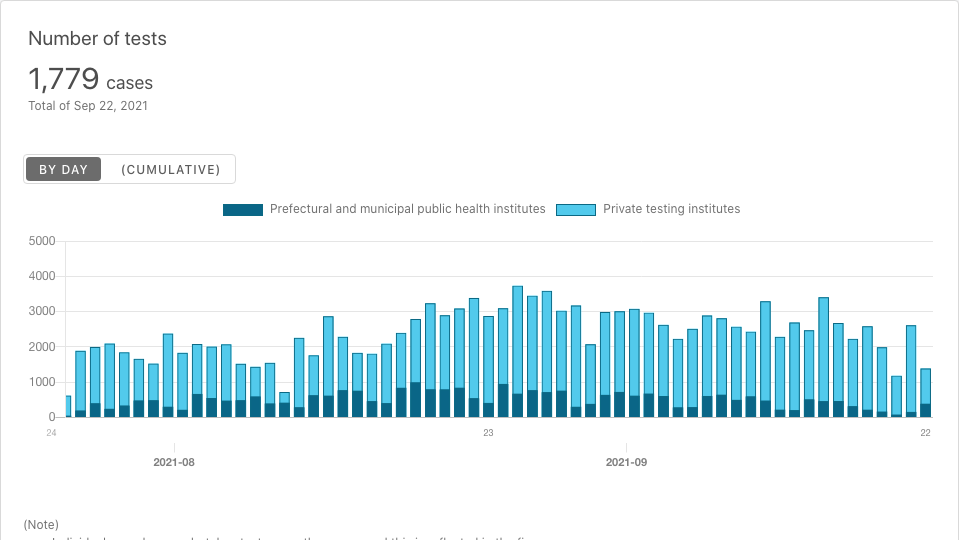 Number of tests
1,779 cases
Total of Sep 22, 2021
BY DAY (CUMULATIVE)
Prefectural and municipal public health institutes Private testing institutes
5000
4000
3000
2000
1000
0
24 23 22
2021-08 2021-09
(Note)